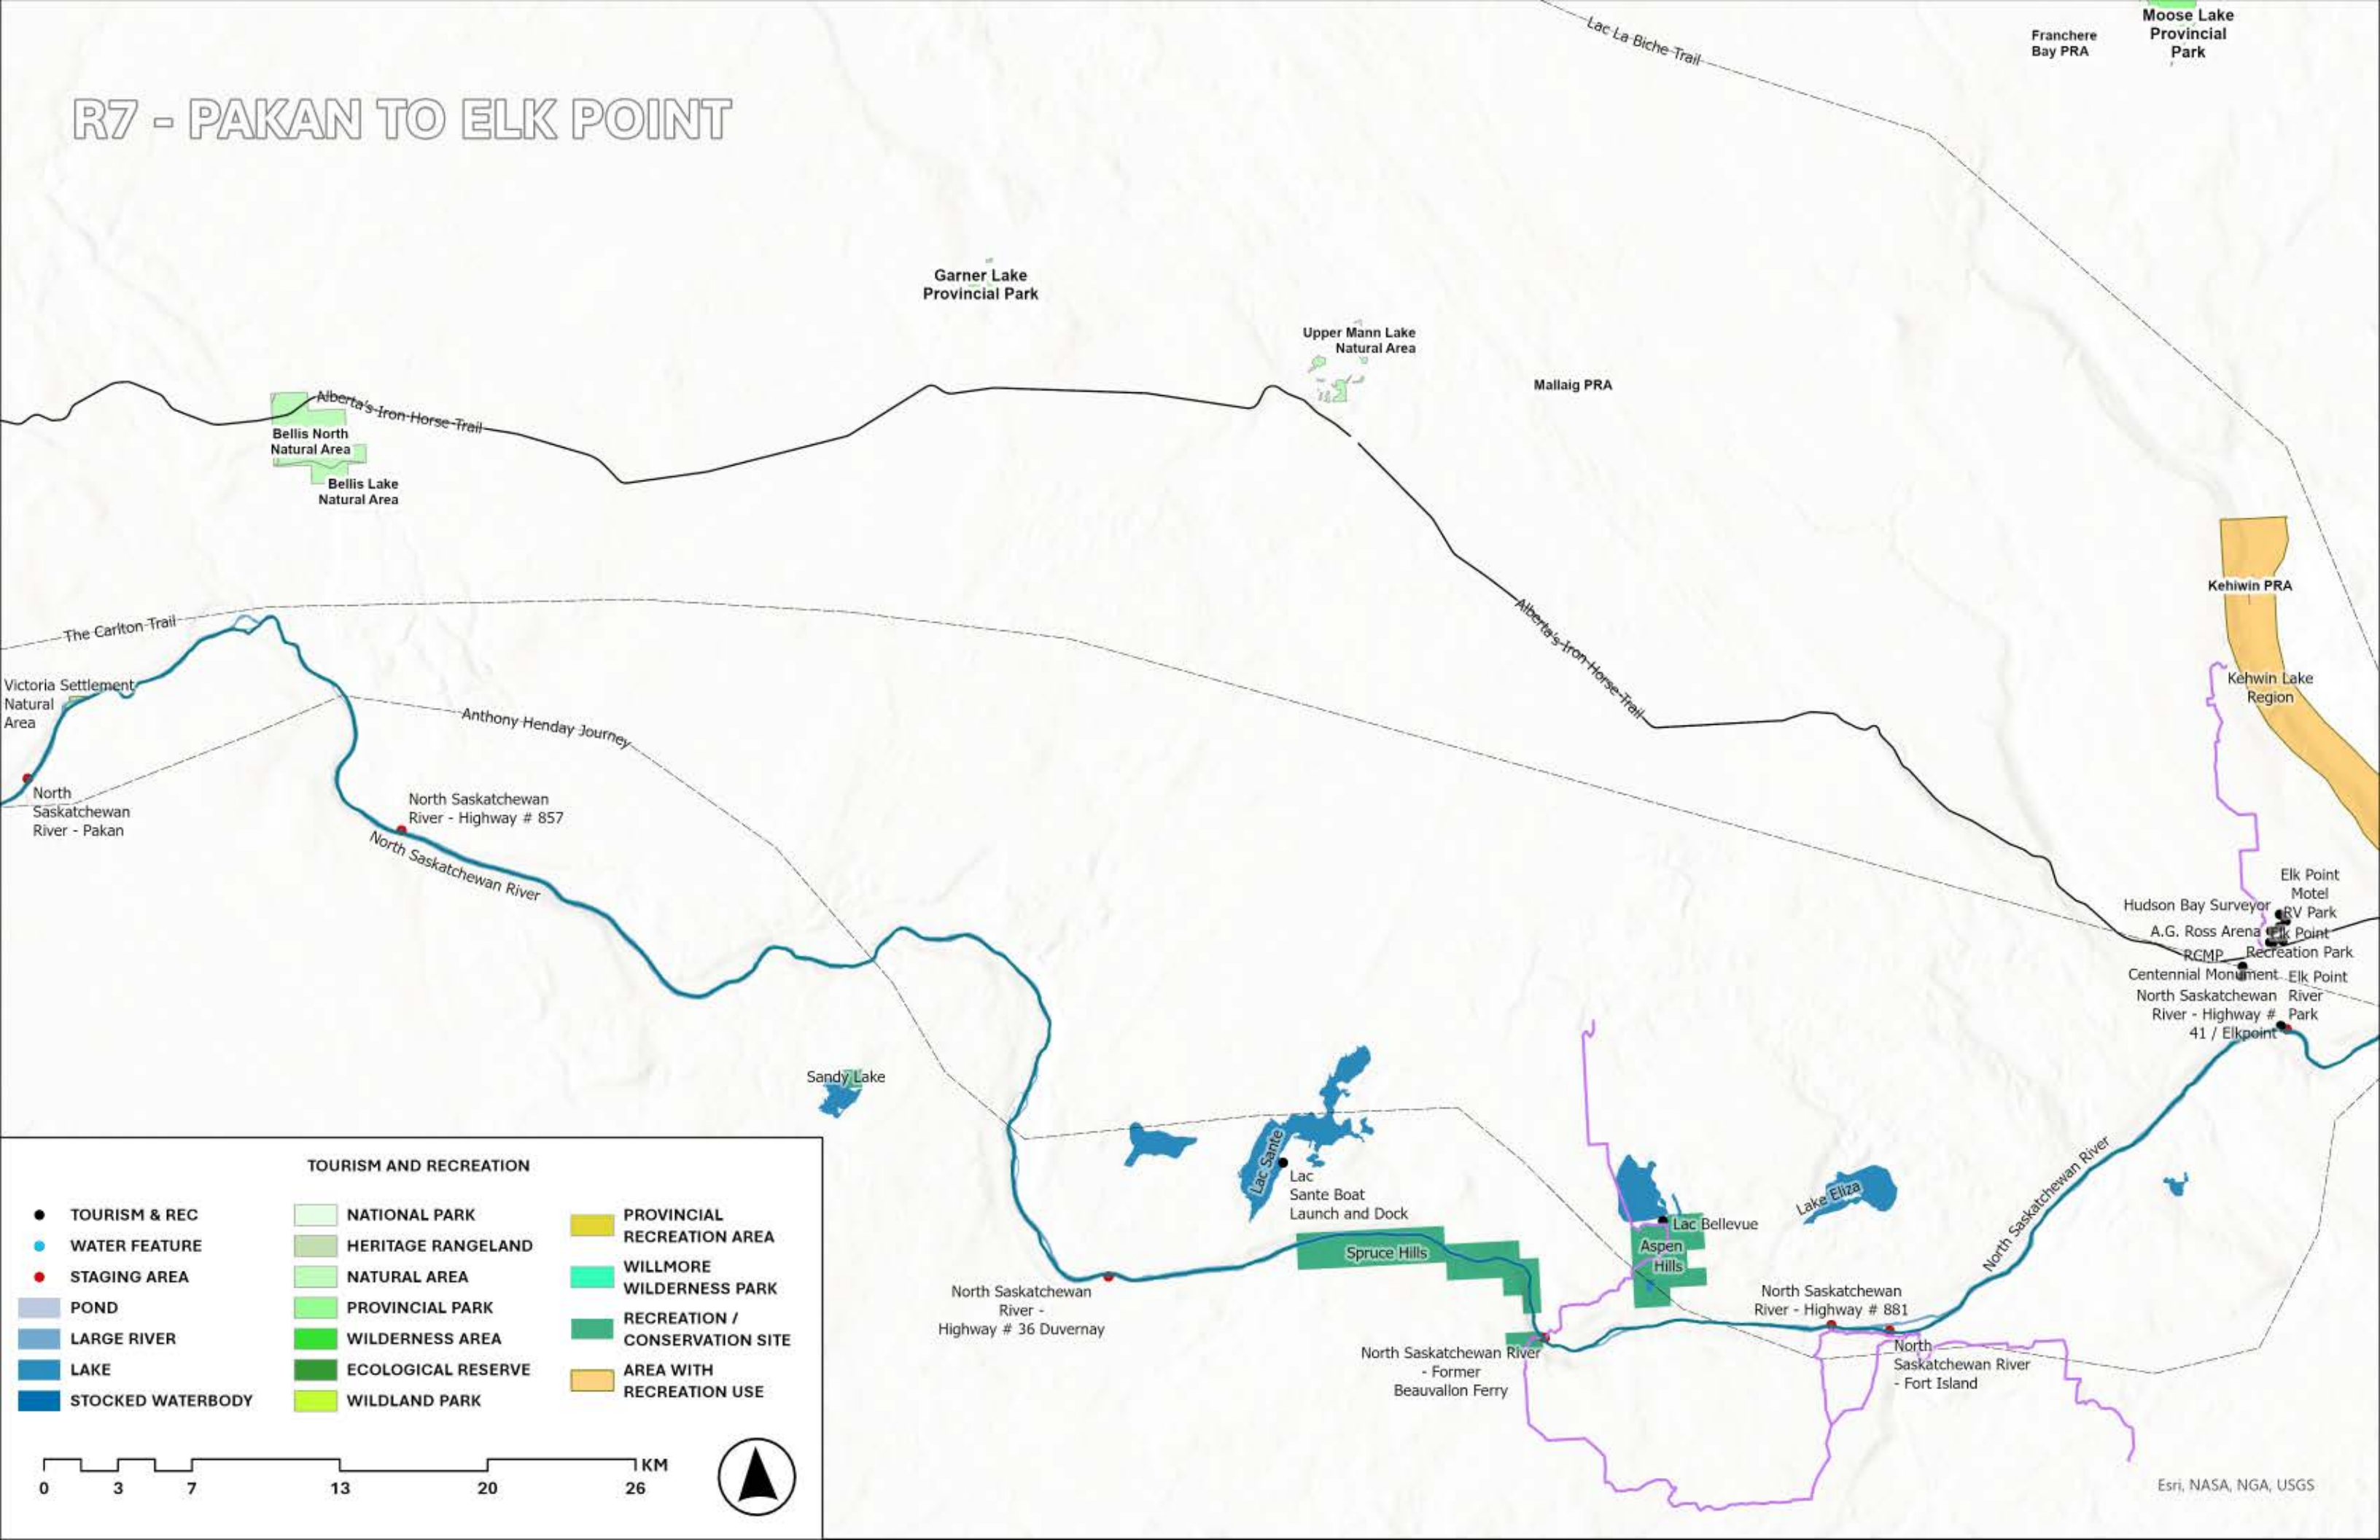 Lac La Biche Trail
Franchere
Bay PRA
Moose Lake
Provincial
Park
R7 - PAKAN TO ELK POINT
Garner Lake
Provincial Park
Upper Mann Lake
Natural Area
Mallaig PRA
Alberta's Iron Horse Trail
Bellis North
Natural Area
Bellis Lake
Natural Area
Kehiwin PRA
The Carlton Trail
Alberta's Iron Horse Trail
Victoria Settlement
Natural
Area
Kehwin Lake
Region
Anthony Henday Journey
North
Saskatchewan
River - Pakan
North Saskatchewan
River - Highway # 857
North Saskatchewan River
Elk Point
Motel
RV Park
Hudson Bay Surveyor
A.G. Ross Arena
Elk Point
Recreation Park
RCMP
Centennial Monument
Elk Point
River
Park
North Saskatchewan
River - Highway #
41 / Elkpoint
Sandy Lake
Lac Sante
Lac
Sante Boat
Launch and Dock
Lake Eliza
North Saskatchewan River
Lac Bellevue
Aspen
Hills
Spruce Hills
North Saskatchewan
River -
Highway # 36 Duvernay
North Saskatchewan
River - Highway # 881
North Saskatchewan River
- Former
Beauvallon Ferry
North
Saskatchewan River
- Fort Island
TOURISM AND RECREATION
TOURISM & REC
WATER FEATURE
STAGING AREA
POND
LARGE RIVER
LAKE
STOCKED WATERBODY
NATIONAL PARK
HERITAGE RANGELAND
NATURAL AREA
PROVINCIAL PARK
WILDERNESS AREA
ECOLOGICAL RESERVE
WILDLAND PARK
PROVINCIAL
RECREATION AREA
WILLMORE
WILDERNESS PARK
RECREATION /
CONSERVATION SITE
AREA WITH
RECREATION USE
KM
0 3 7 13 20 26
Esri, NASA, NGA, USGS